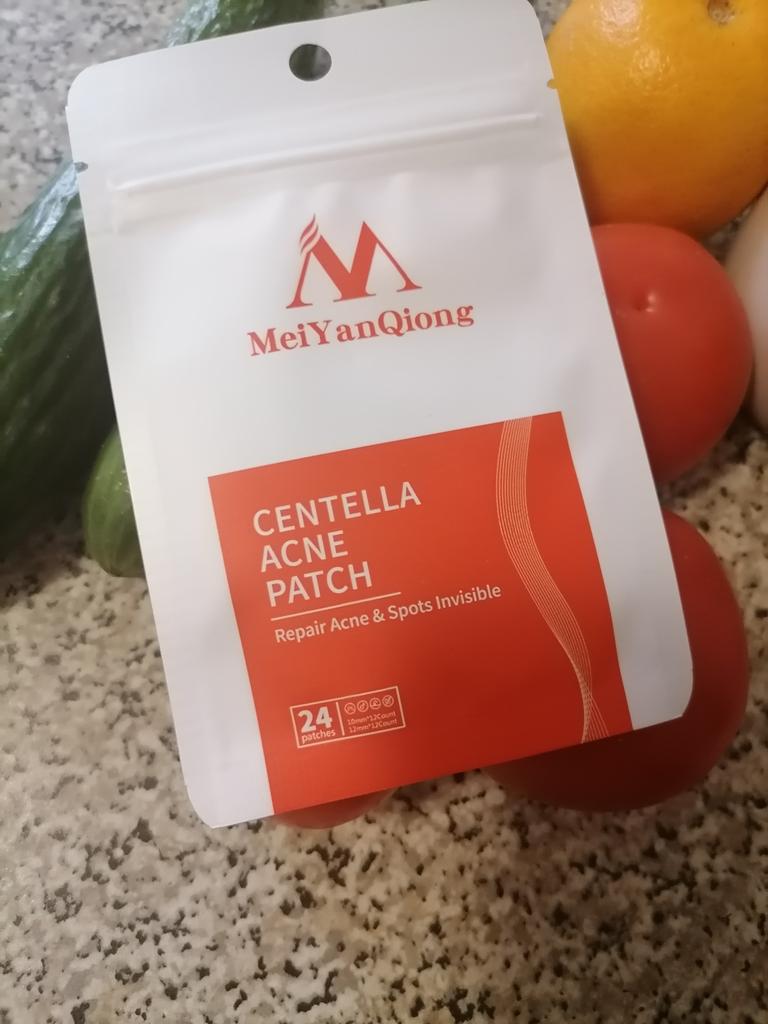 MeiYanQiong
CENTELLA
ACNE
PATCH
Repair Acne & Spots Invisible
24
patches
10mm*12Count
12mm*12Count